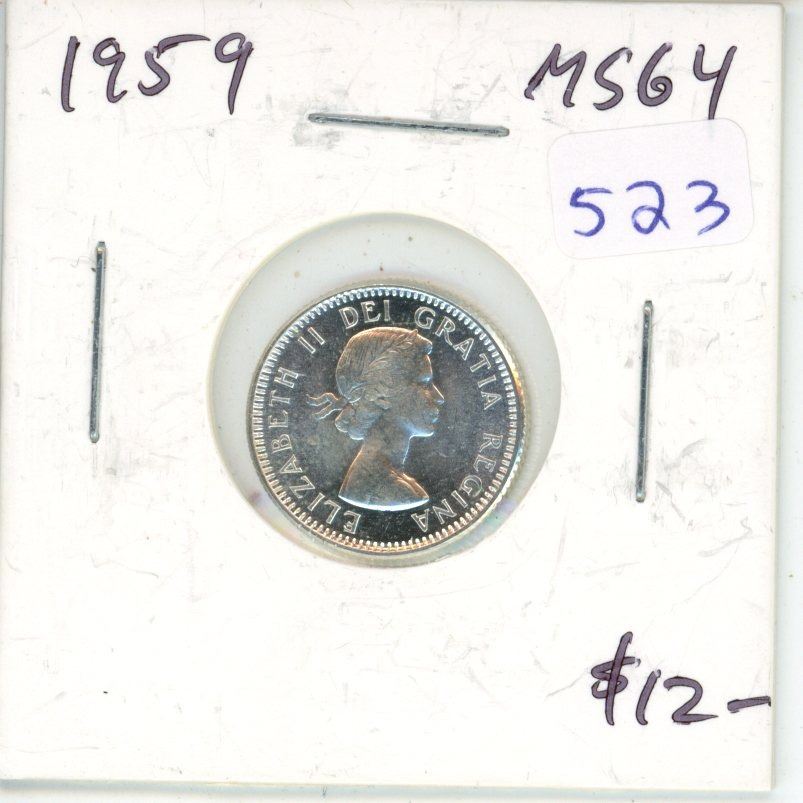 1959 MS64
523
ELIZABETH II DEI GRATIA REGINA
$12-